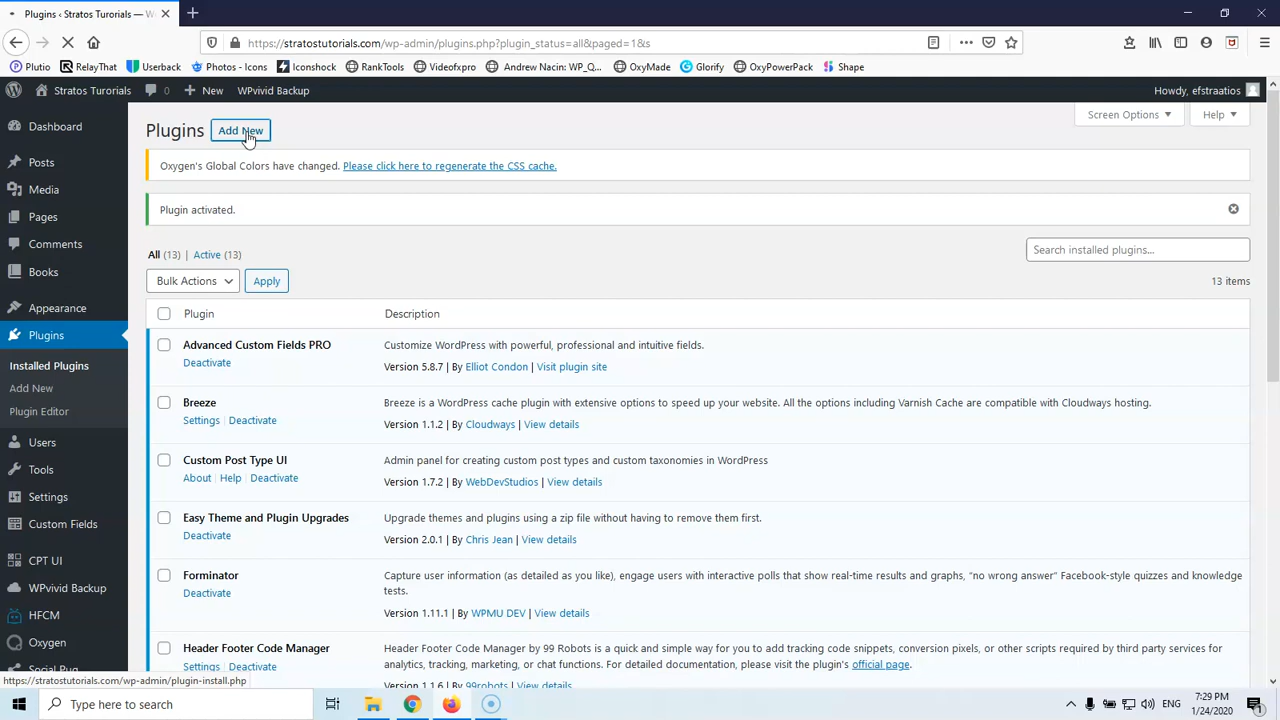 Plugins ‹ Stratos Turorials — W
https://stratostutorials.com/wp-admin/plugins.php?plugin_status=all&paged=1&s
Plutio RelayThat Userback Photos - Icons Iconshock RankTools Videofxpro Andrew Nacin: WP_Q... OxyMade Glorify OxyPowerPack Shape
Stratos Turorials 0 New WPvivid Backup Howdy, efstraatios
Dashboard
Posts
Media
Pages
Comments
Books
Appearance
Plugins
Installed Plugins
Add New
Plugin Editor
Users
Tools
Settings
Custom Fields
CPT UI
WPvivid Backup
HFCM
Oxygen
Social Pug
Screen Options Help
Plugins Add New
Oxygen's Global Colors have changed. Please click here to regenerate the CSS cache.
Plugin activated.
All (13) | Active (13)
Search installed plugins...
Bulk Actions Apply
13 items
Plugin Description
Advanced Custom Fields PRO Customize WordPress with powerful, professional and intuitive fields.
Deactivate Version 5.8.7 | By Elliot Condon | Visit plugin site
Breeze Breeze is a WordPress cache plugin with extensive options to speed up your website. All the options including Varnish Cache are compatible with Cloudways hosting.
Settings | Deactivate Version 1.1.2 | By Cloudways | View details
Custom Post Type UI Admin panel for creating custom post types and custom taxonomies in WordPress
About | Help | Deactivate Version 1.7.2 | By WebDevStudios | View details
Easy Theme and Plugin Upgrades Upgrade themes and plugins using a zip file without having to remove them first.
Deactivate Version 2.0.1 | By Chris Jean | View details
Forminator Capture user information (as detailed as you like), engage users with interactive polls that show real-time results and graphs, "no wrong answer" Facebook-style quizzes and knowledge
tests.
Deactivate
Version 1.11.1 | By WPMU DEV | View details
Header Footer Code Manager Header Footer Code Manager by 99 Robots is a quick and simple way for you to add tracking code snippets, conversion pixels, or other scripts required by third party services for
Settings | Deactivate analytics, tracking, marketing, or chat functions. For detailed documentation, please visit the plugin's official page.
Version 1.1.6 | By 99robots | View details
https://stratostutorials.com/wp-admin/plugin-install.php
Type here to search
ENG
7:29 PM
1/24/2020
1